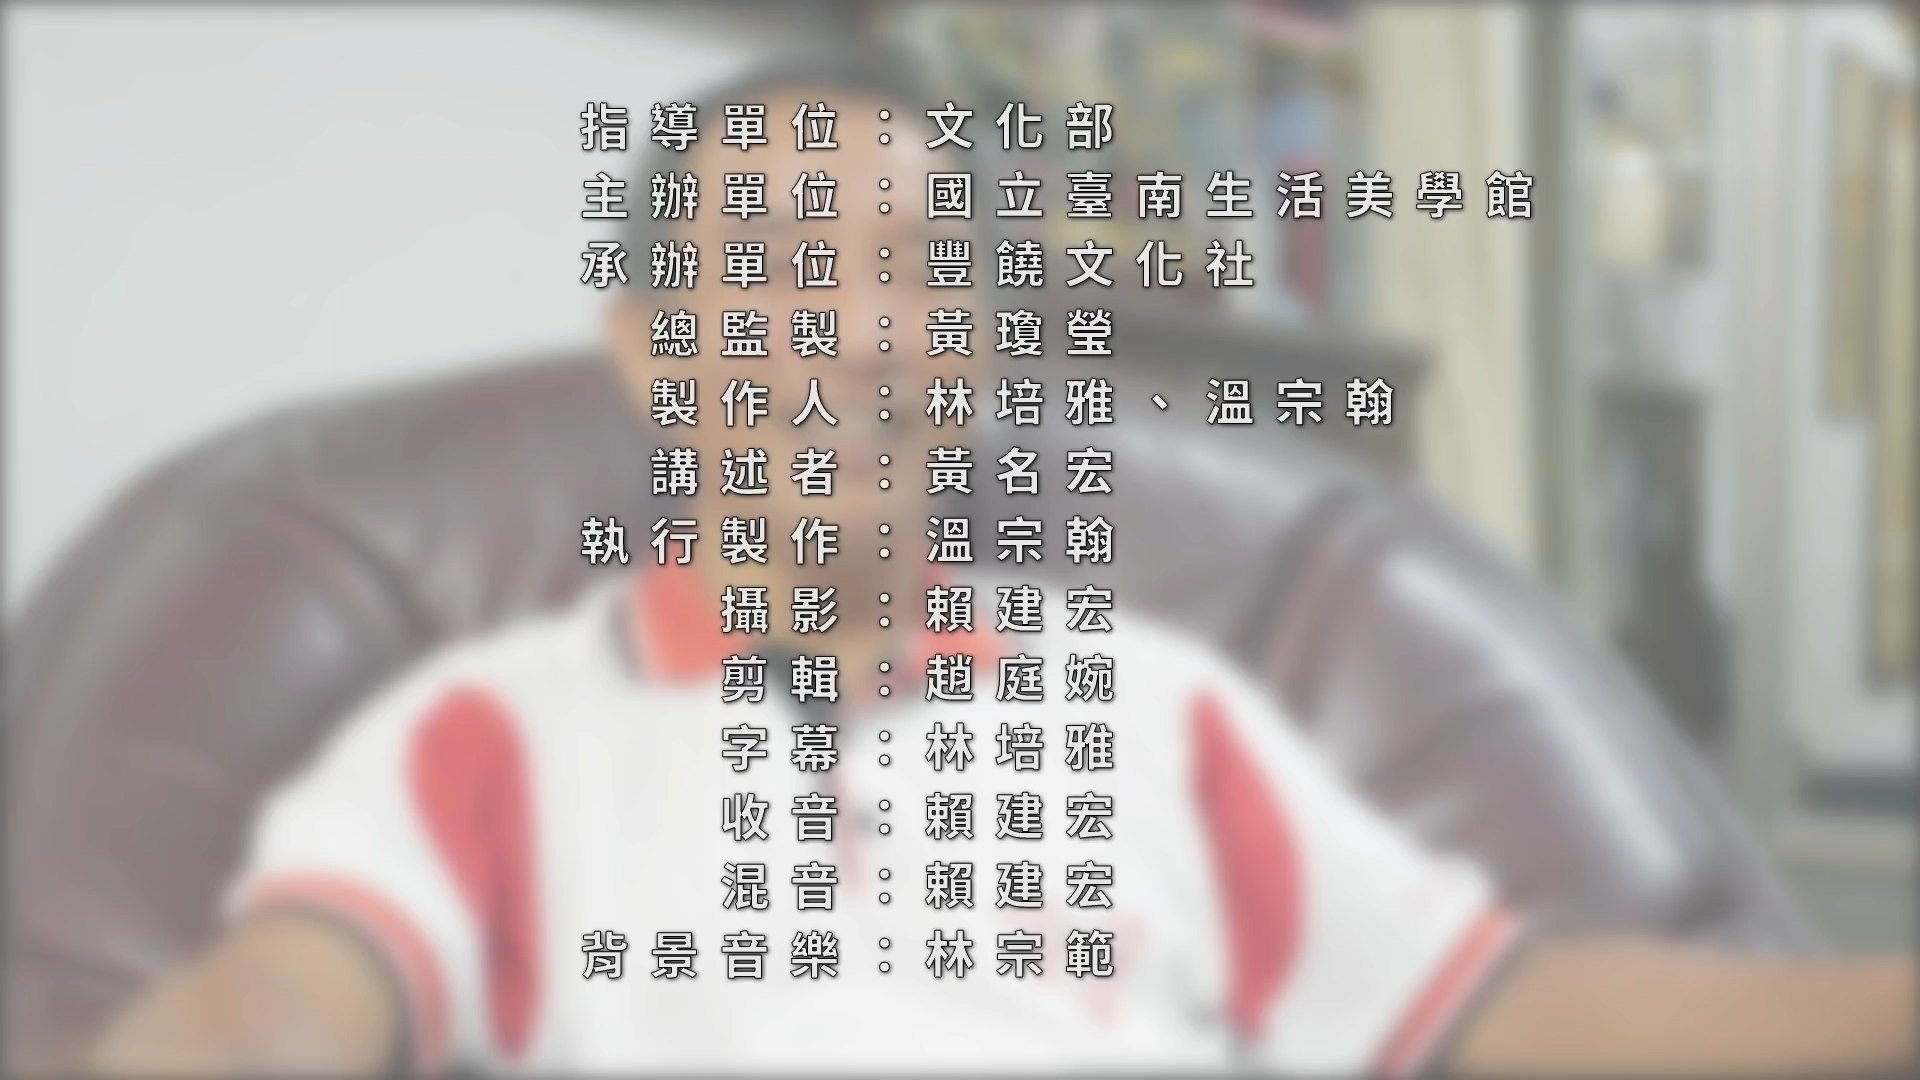 指導單位：文化部
主辦單位：國立臺南生活美學館
承辦單位：豐饒文化社
總監製：黃瓊瑩
製作人：林培雅、溫宗翰
講述者：黃名宏
執行製作：溫宗翰
攝影：賴建宏
剪輯：趙庭婉
字幕：林培雅
收音：賴建宏
混音：賴建宏
背景音樂：林宗範